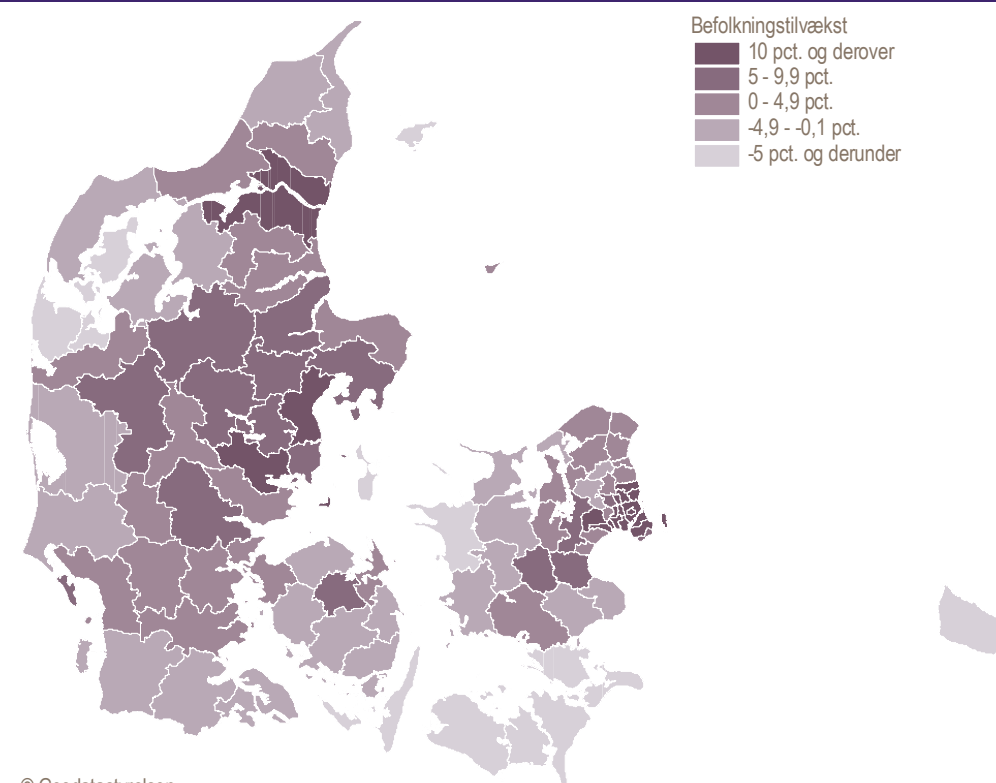 Befolkningstilvækst
10 pct. og derover
5 - 9,9 pct.
0 - 4,9 pct.
-4,9 - -0,1 pct.
-5 pct. og derunder
©